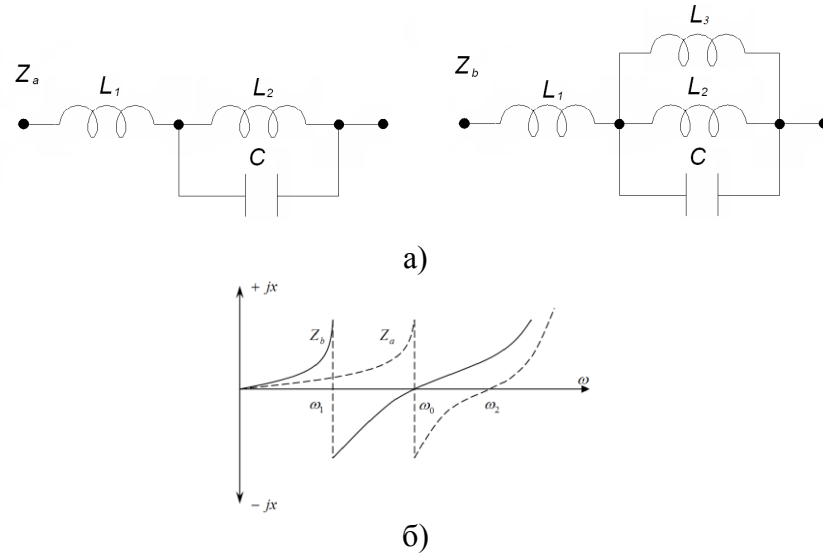 Z_a L_1 L_2 C
Z_b L_1 L_3 L_2 C
а)
+ jx
Z_b Z_a
ω
ω_1 ω_0 ω_2
− jx
б)